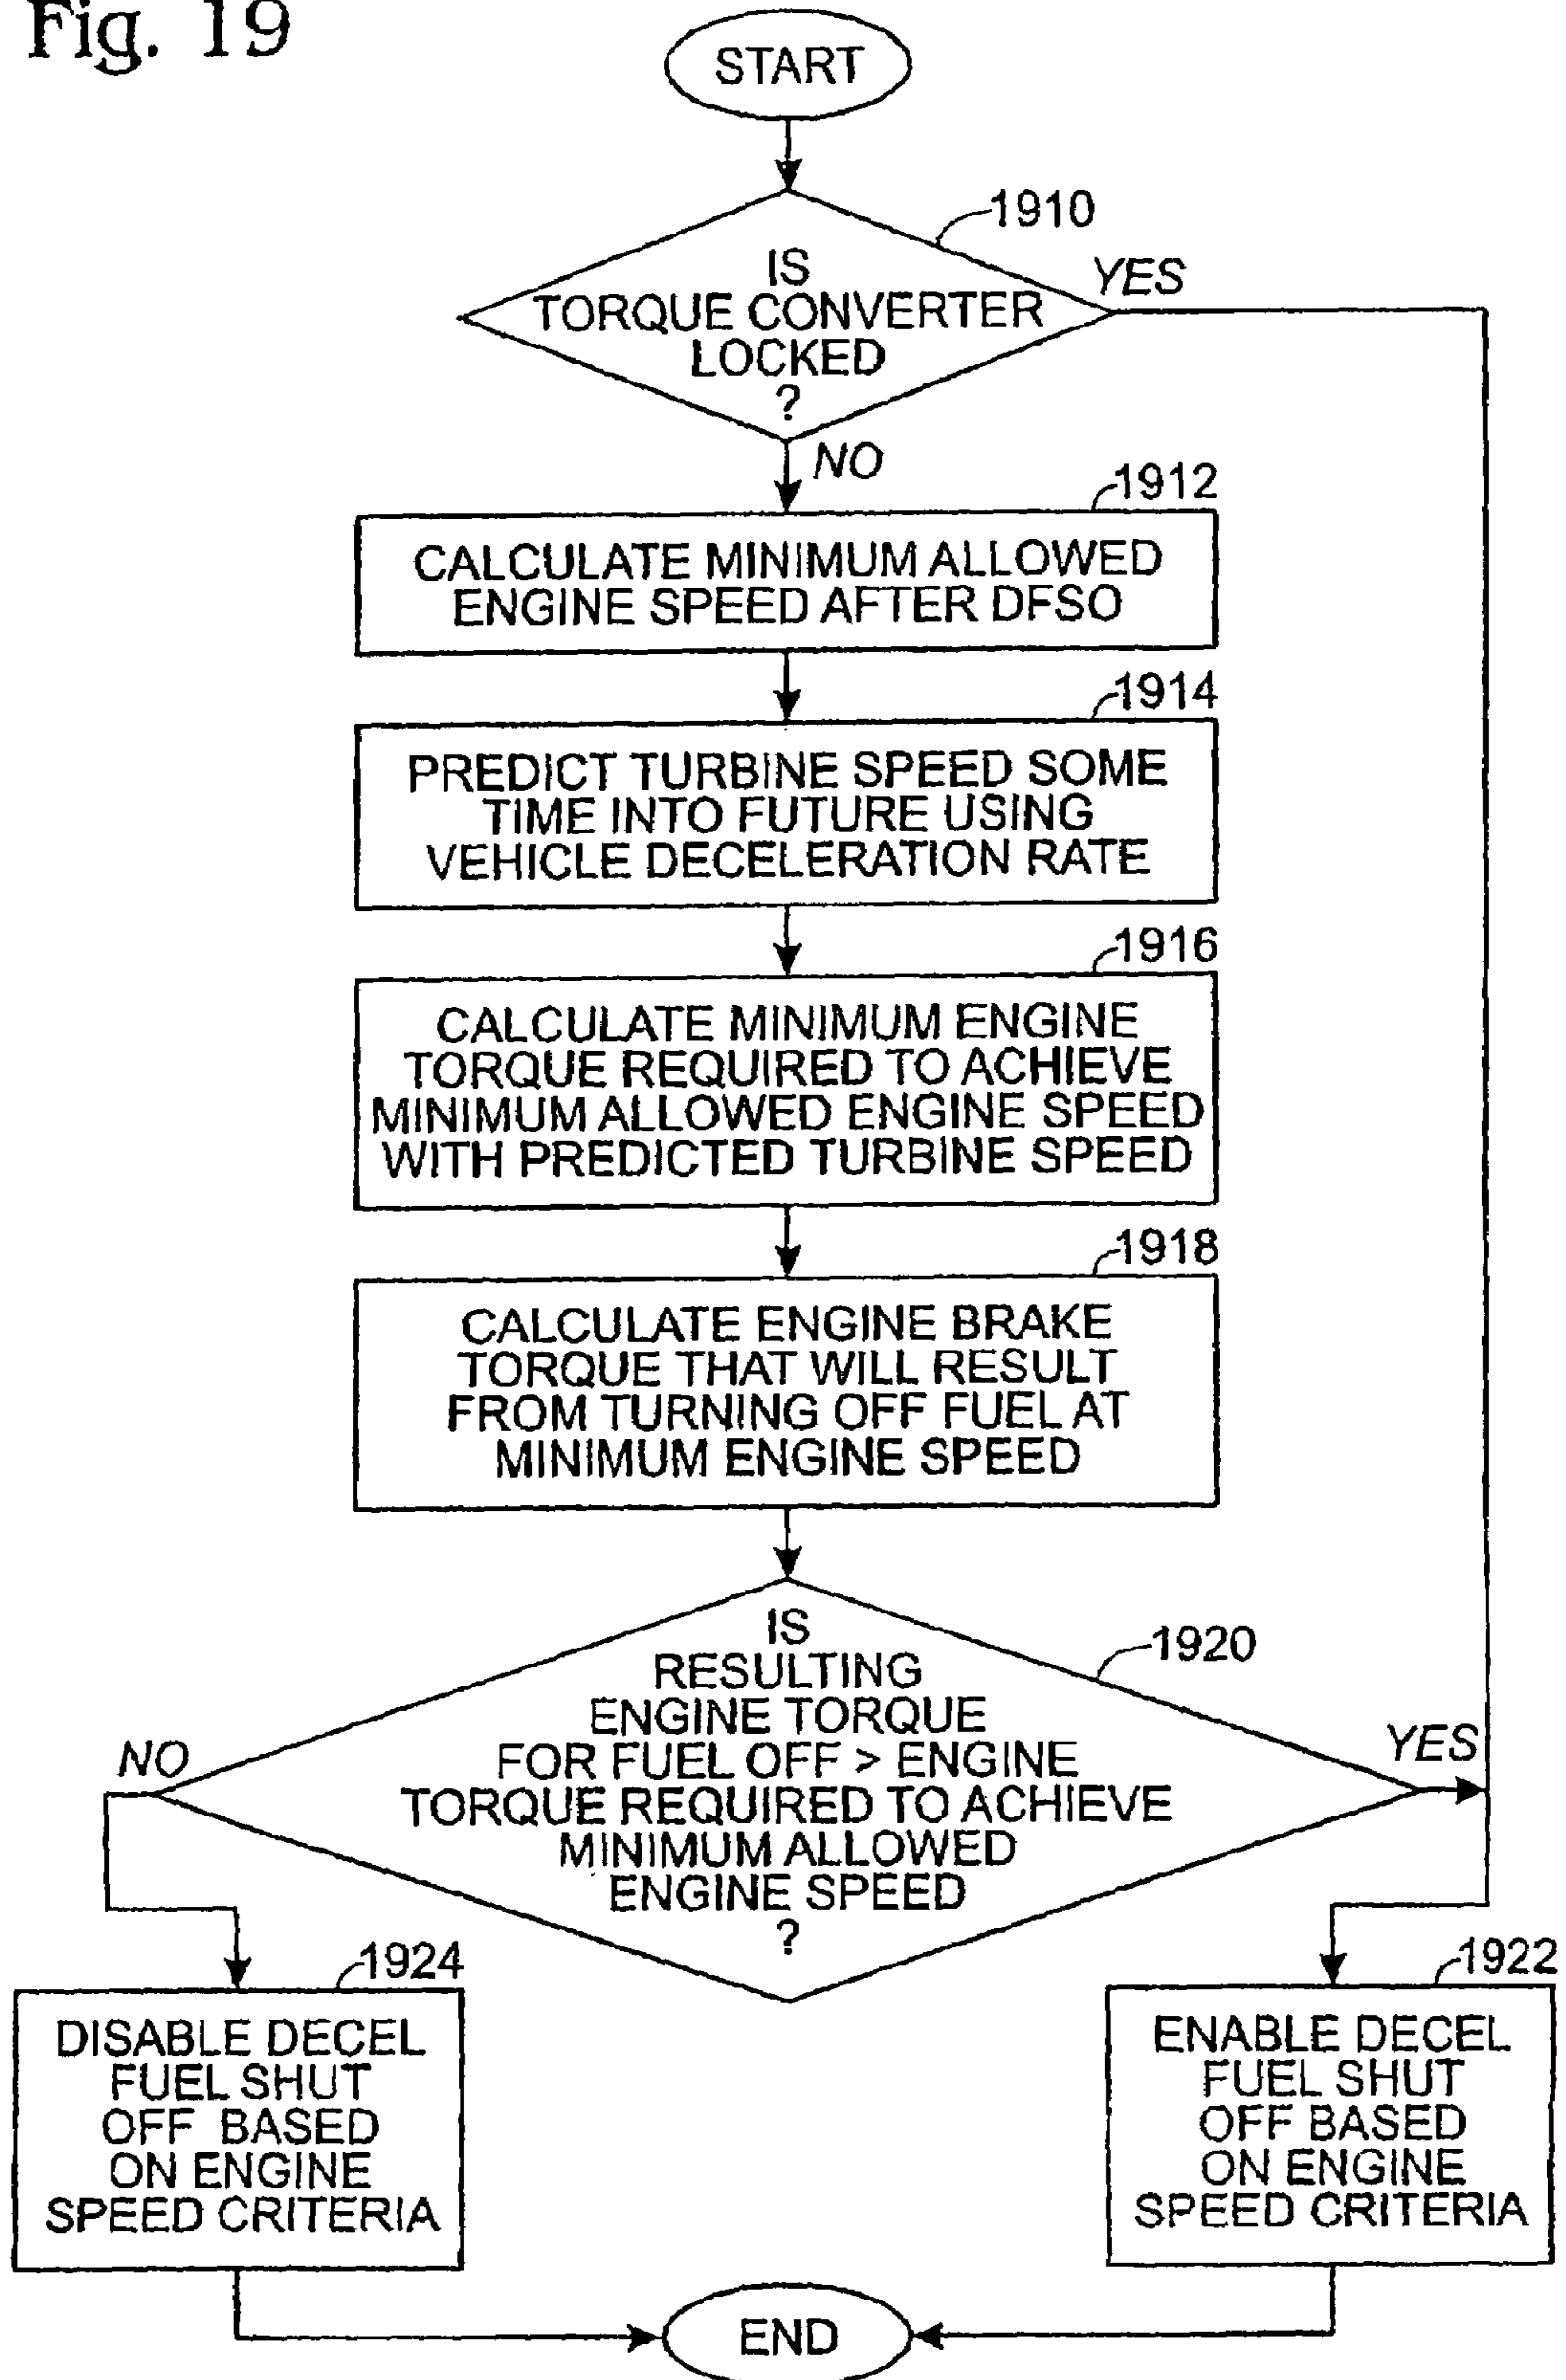 Fig. 19
START
1910
IS
TORQUE CONVERTER
LOCKED
?
YES
NO
1912
CALCULATE MINIMUM ALLOWED
ENGINE SPEED AFTER DFSO
1914
PREDICT TURBINE SPEED SOME
TIME INTO FUTURE USING
VEHICLE DECELERATION RATE
1916
CALCULATE MINIMUM ENGINE
TORQUE REQUIRED TO ACHIEVE
MINIMUM ALLOWED ENGINE SPEED
WITH PREDICTED TURBINE SPEED
1918
CALCULATE ENGINE BRAKE
TORQUE THAT WILL RESULT
FROM TURNING OFF FUEL AT
MINIMUM ENGINE SPEED
1920
IS
RESULTING
ENGINE TORQUE
FOR FUEL OFF > ENGINE
TORQUE REQUIRED TO ACHIEVE
MINIMUM ALLOWED
ENGINE SPEED
?
NO
YES
1924
DISABLE DECEL
FUEL SHUT
OFF BASED
ON ENGINE
SPEED CRITERIA
1922
ENABLE DECEL
FUEL SHUT
OFF BASED
ON ENGINE
SPEED CRITERIA
END